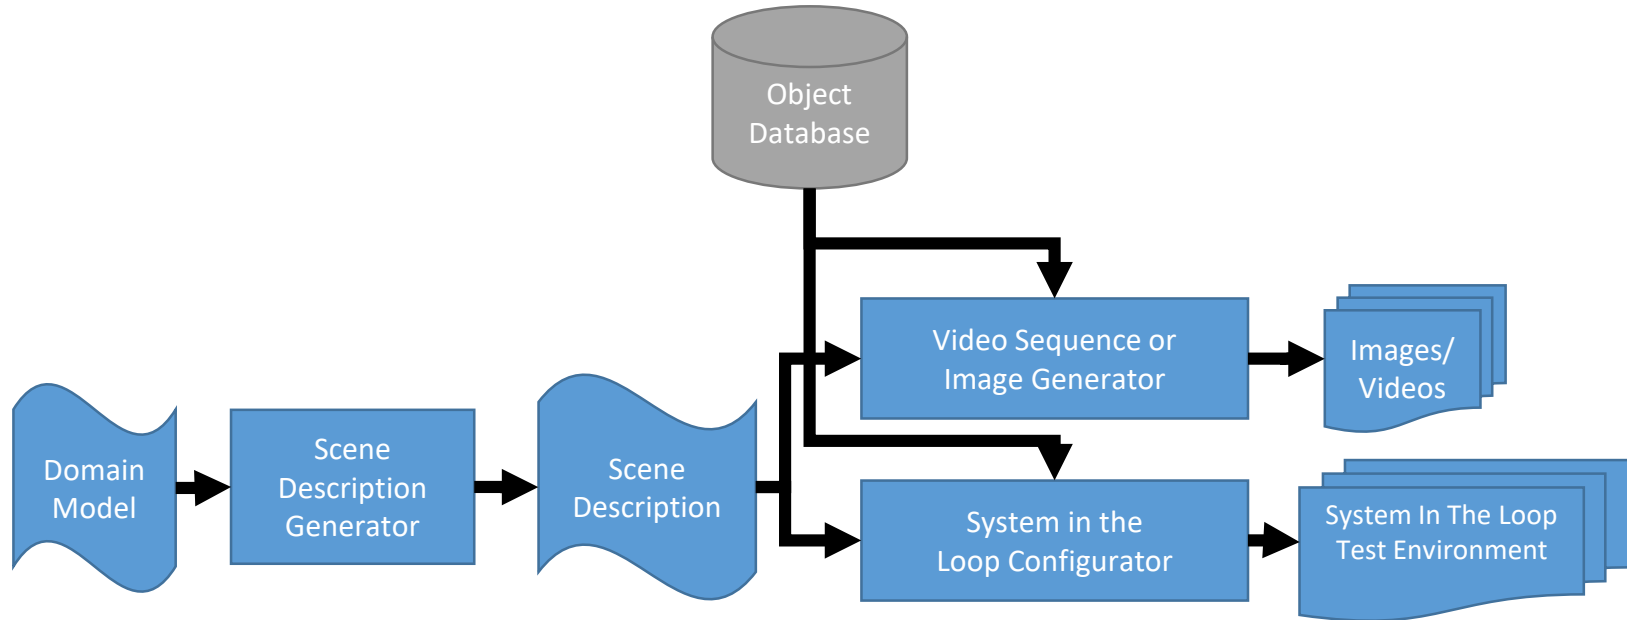 Object
Database
Video Sequence or
Image Generator
Images/
Videos
Domain
Model
Scene
Description
Generator
Scene
Description
System in the
Loop Configurator
System In The Loop
Test Environment